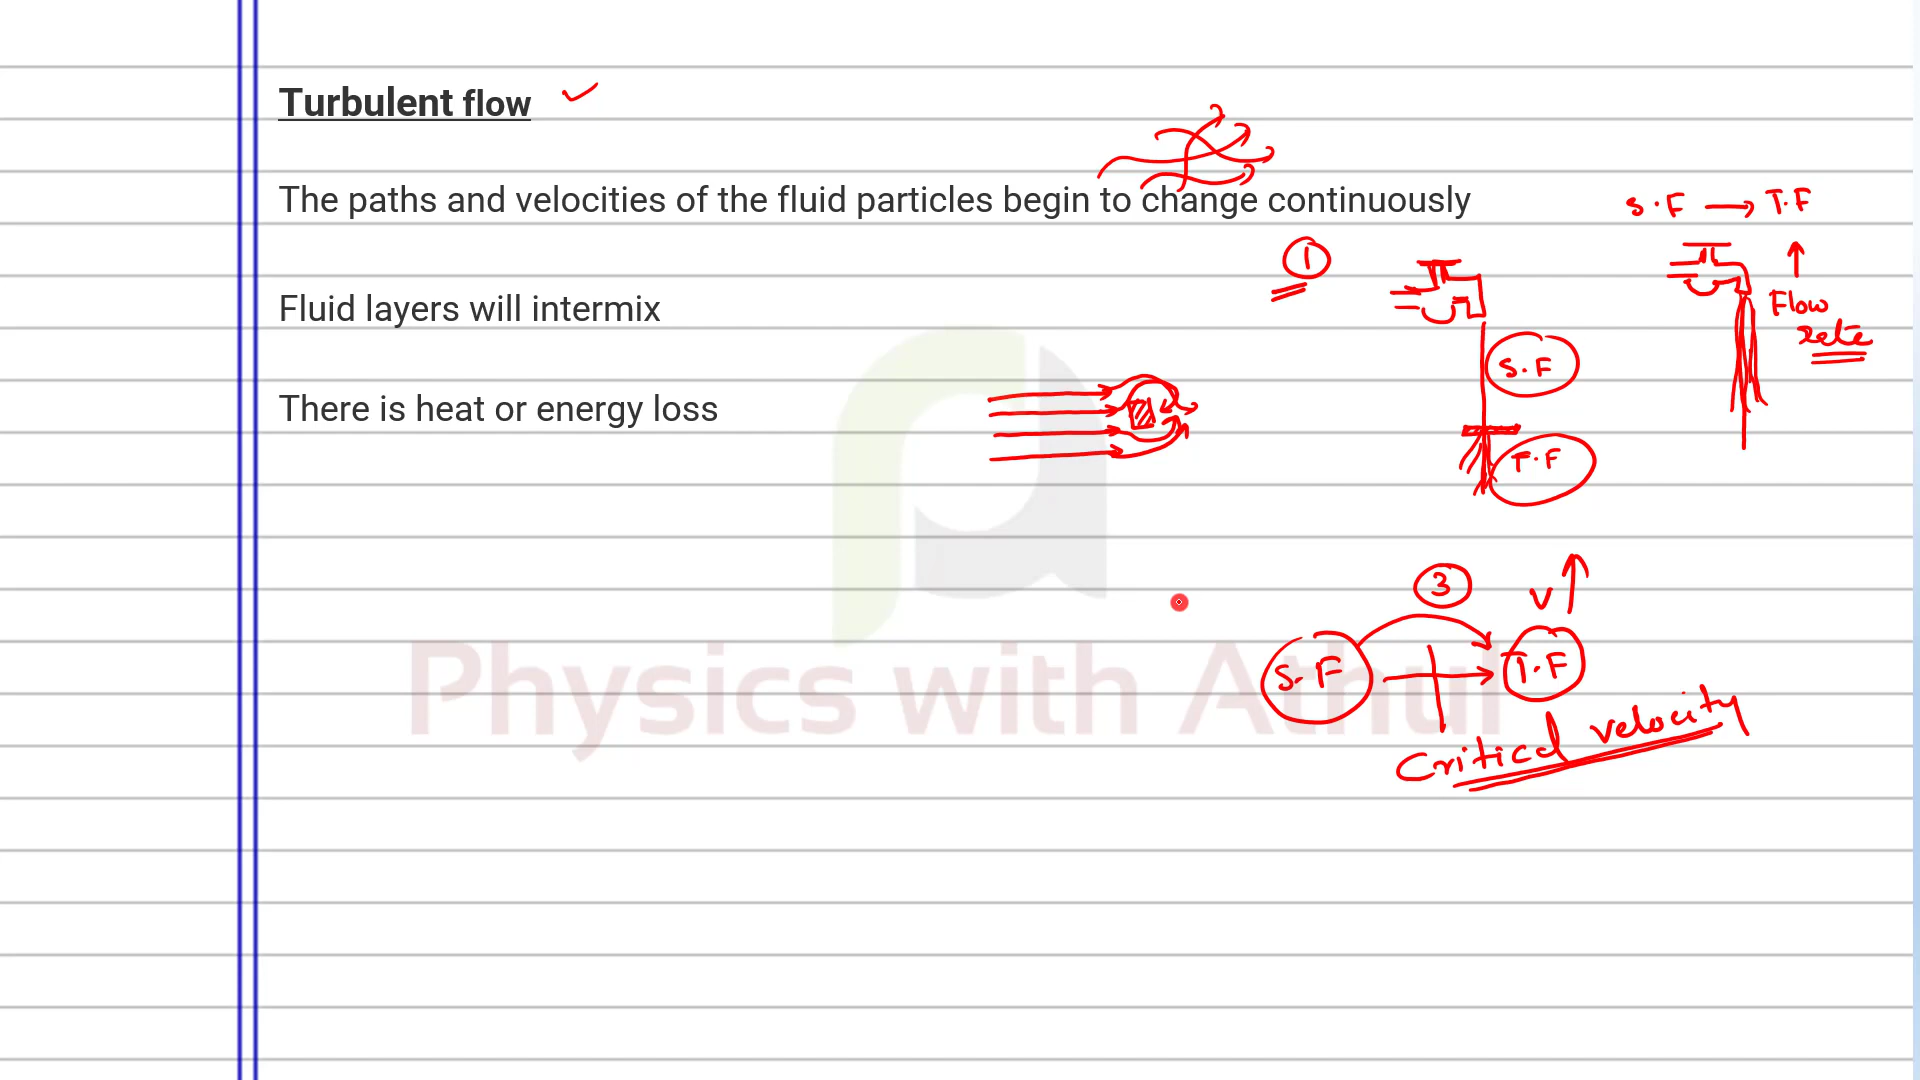 Turbulent flow
The paths and velocities of the fluid particles begin to change continuously
S.F → T.F
1
Fluid layers will intermix
Flow
rate
S.F
There is heat or energy loss
T.F
3
V ↑
S.F
T.F
Critical velocity
Physics with Athul